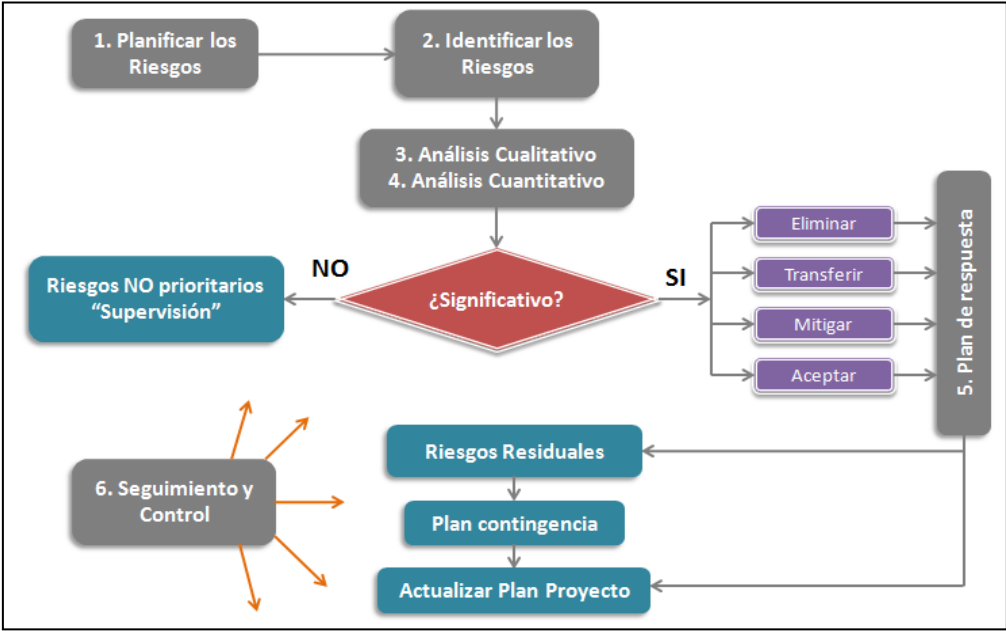 1. Planificar los
Riesgos
2. Identificar los
Riesgos
3. Análisis Cualitativo
4. Análisis Cuantitativo
¿Significativo?
NO
Riesgos NO prioritarios
“Supervisión”
SI
Eliminar
Transferir
Mitigar
Aceptar
5. Plan de respuesta
Riesgos Residuales
Plan contingencia
Actualizar Plan Proyecto
6. Seguimiento y
Control